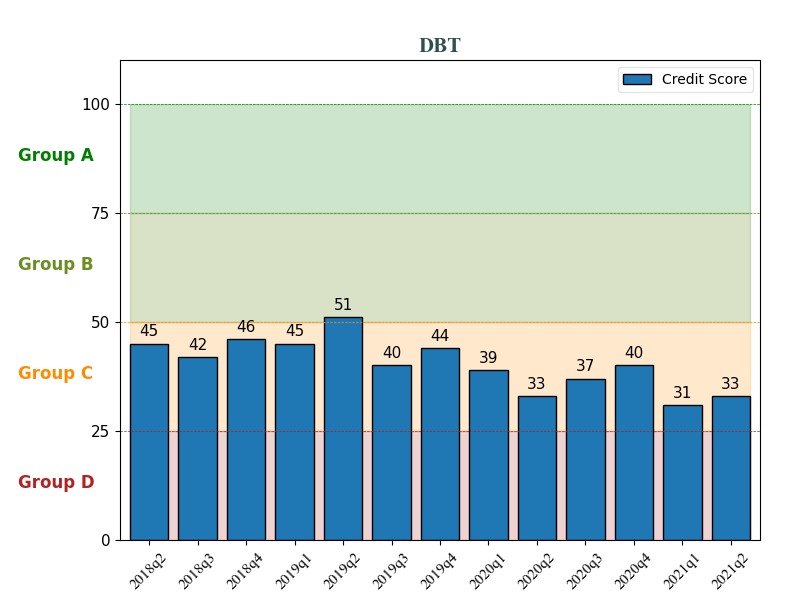 DBT
Credit Score
100
Group A
75
Group B
50
Group C
25
Group D
0
45
42
46
45
51
40
44
39
33
37
40
31
33
2018q2
2018q3
2018q4
2019q1
2019q2
2019q3
2019q4
2020q1
2020q2
2020q3
2020q4
2021q1
2021q2